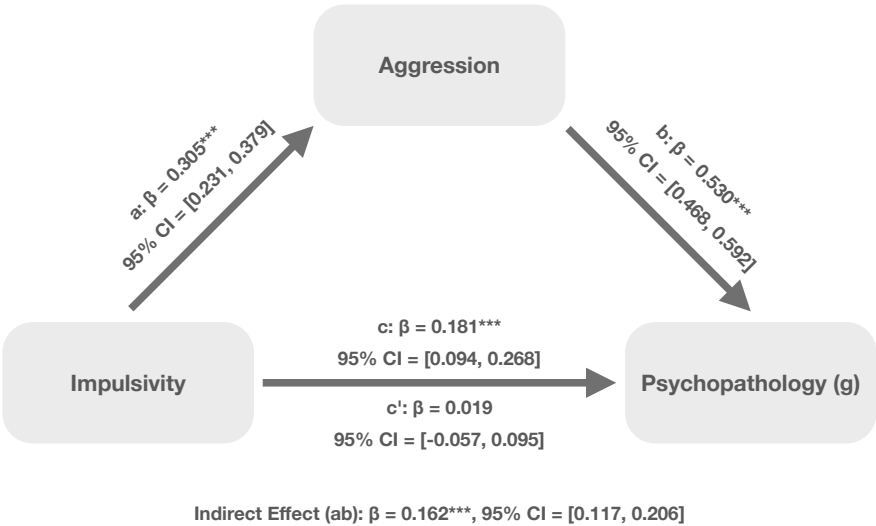 Aggression
a: β = 0.305***
95% CI = [0.231, 0.379]
b: β = 0.530***
95% CI = [0.468, 0.592]
c: β = 0.181***
95% CI = [0.094, 0.268]
Impulsivity
Psychopathology (g)
c': β = 0.019
95% CI = [-0.057, 0.095]
Indirect Effect (ab): β = 0.162***, 95% CI = [0.117, 0.206]